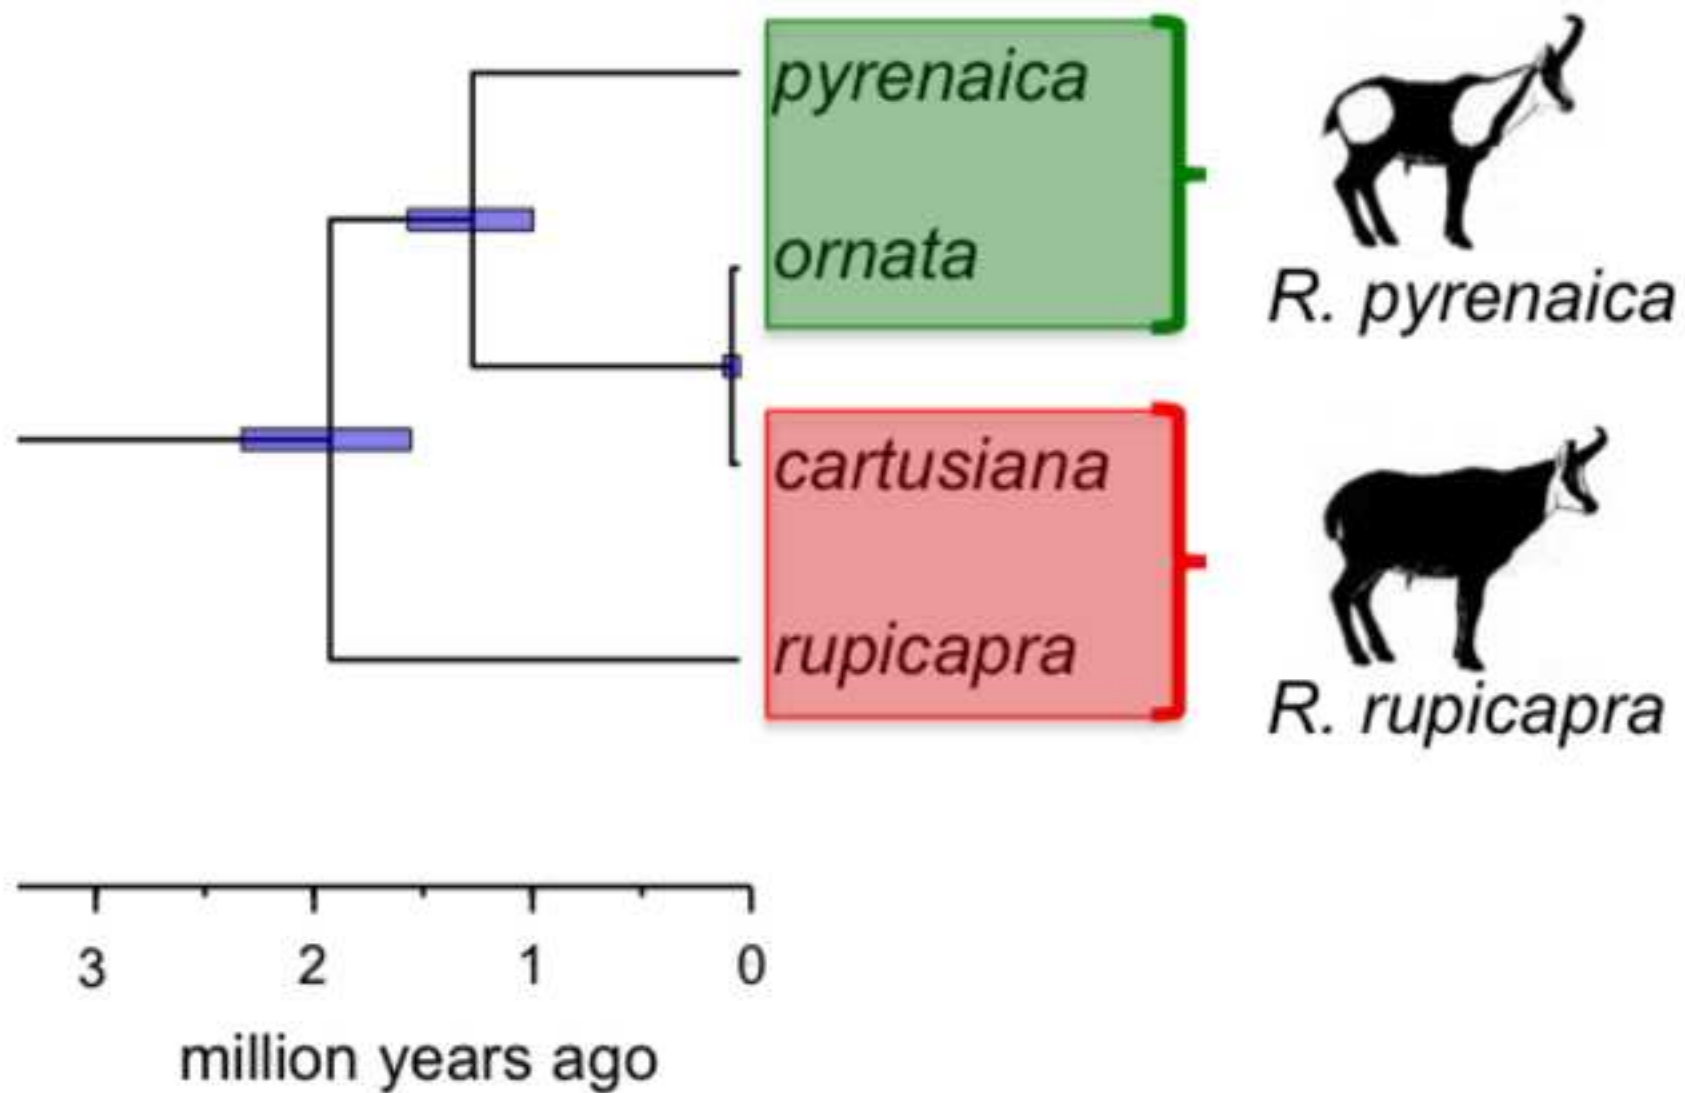 pyrenaica
ornata
R. pyrenaica
cartusiana
rupicapra
R. rupicapra
3 2 1 0
million years ago